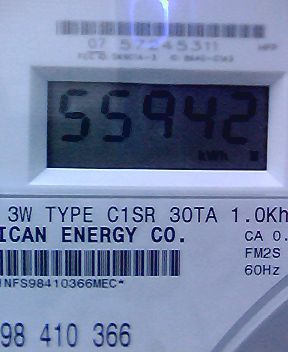 07 57245311
55942
kWh
3W TYPE C1SR 30TA 1.0Kh
ICAN ENERGY CO.
CA 0.
FM2S
60Hz
NFS98410366MEC*
98 410 366